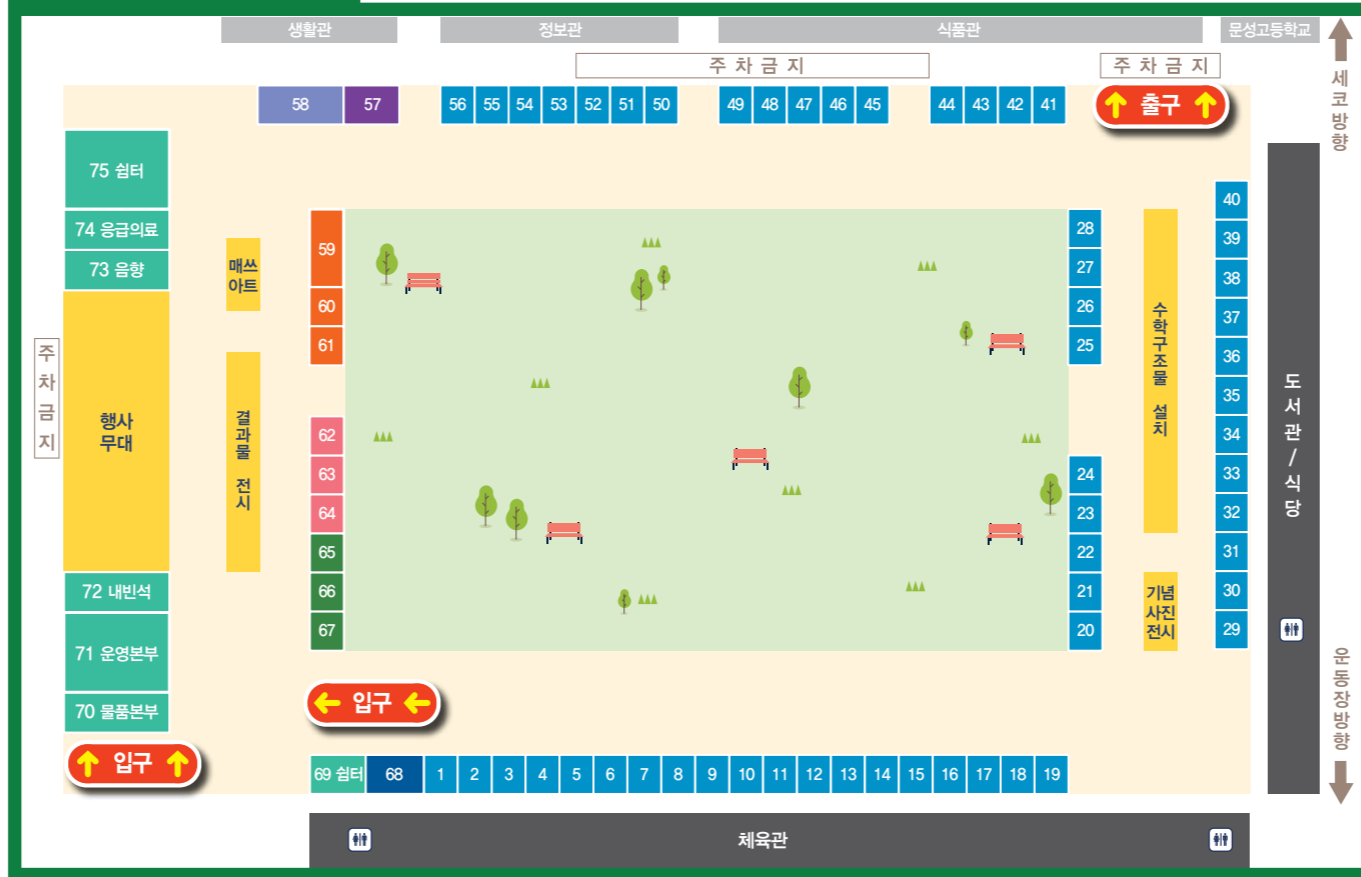 생활관
정보관
식품관
문성고등학교
주차금지
주차금지
세코방향
58 57 56 55 54 53 52 51 50 49 48 47 46 45 44 43 42 41
출구
75 쉼터
74 응급의료
73 음향
행사
무대
72 내빈석
71 운영본부
70 물품본부
입구
주차금지
매쓰
아트
결과물 전시
59
60
61
62
63
64
65
66
67
입구
28
27
26
25
24
23
22
21
20
수학구조물 설치
기념
사진
전시
40
39
38
37
36
35
34
33
32
31
30
29
도서관/식당
운동장방향
69 쉼터 68 1 2 3 4 5 6 7 8 9 10 11 12 13 14 15 16 17 18 19
체육관